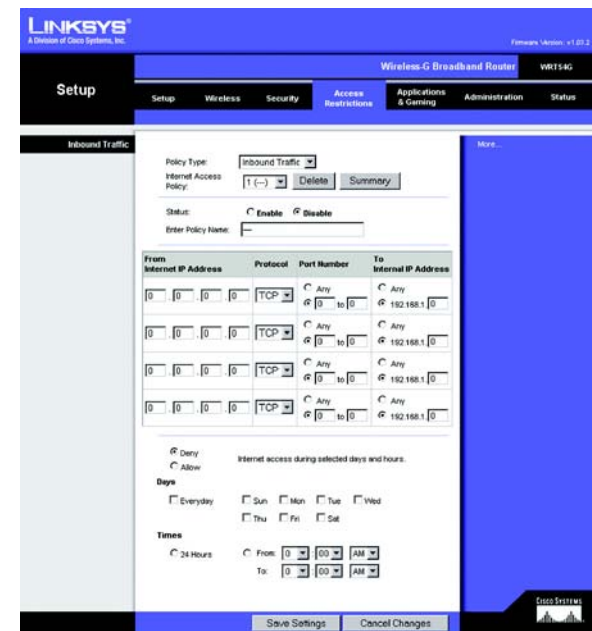 LINKSYS®
A Division of Cisco Systems, Inc.
Firmware Version: v1.03.2
Wireless-G Broadband Router WRT54G
Setup
Setup Wireless Security Access Restrictions Applications & Gaming Administration Status
Inbound Traffic
More...
Policy Type: Inbound Traffic
Internet Access Policy: 1 (---) Delete Summary
Status: Enable Disable
Enter Policy Name: ---
From Internet IP Address Protocol Port Number To Internal IP Address
Any Any
0 . 0 . 0 . 0 TCP 0 to 0 192.168.1. 0
Any Any
0 . 0 . 0 . 0 TCP 0 to 0 192.168.1. 0
Any Any
0 . 0 . 0 . 0 TCP 0 to 0 192.168.1. 0
Any Any
0 . 0 . 0 . 0 TCP 0 to 0 192.168.1. 0
Deny
Internet access during selected days and hours.
Allow
Days
Everyday Sun Mon Tue Wed
Thu Fri Sat
Times
24 Hours From: 0 : 00 AM
To: 0 : 00 AM
Save Settings Cancel Changes
CISCO SYSTEMS